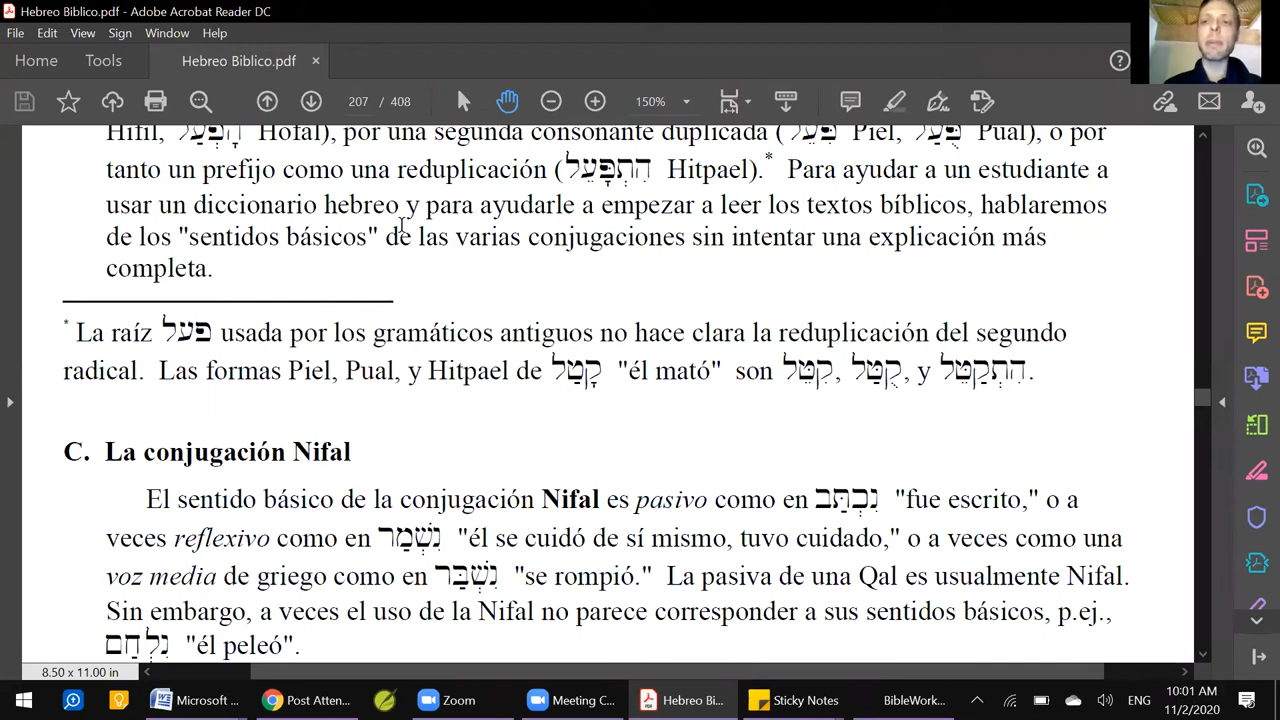 Hebreo Biblico.pdf - Adobe Acrobat Reader DC
File Edit View Sign Window Help
Home Tools Hebreo Biblico.pdf ×
207 / 408 150%
Hifil, הָפְעַל Hofal), por una segunda consonante duplicada (פִּעֵּל Piel, פֻּעַּל Pual), o por
tanto un prefijo como una reduplicación (הִתְפָּעֵל Hitpael).* Para ayudar a un estudiante a
usar un diccionario hebreo y para ayudarle a empezar a leer los textos bíblicos, hablaremos
de los "sentidos básicos" de las varias conjugaciones sin intentar una explicación más
completa.
* La raíz פעל usada por los gramáticos antiguos no hace clara la reduplicación del segundo
radical. Las formas Piel, Pual, y Hitpael de קָטַל "él mató" son קִטֵּל, קֻטַּל, y הִתְקַטֵּל.
C. La conjugación Nifal
El sentido básico de la conjugación Nifal es pasivo como en נִכְתַּב "fue escrito," o a
veces reflexivo como en נִשְׁמַר "él se cuidó de sí mismo, tuvo cuidado," o a veces como una
voz media de griego como en נִשְׁבַּר "se rompió." La pasiva de una Qal es usualmente Nifal.
Sin embargo, a veces el uso de la Nifal no parece corresponder a sus sentidos básicos, p.ej.,
נִלְחַם "él peleó".
8.50 x 11.00 in
Microsoft ... Post Atten... Zoom Meeting C... Hebreo Bi... Sticky Notes BibleWork... ENG 10:01 AM
11/2/2020